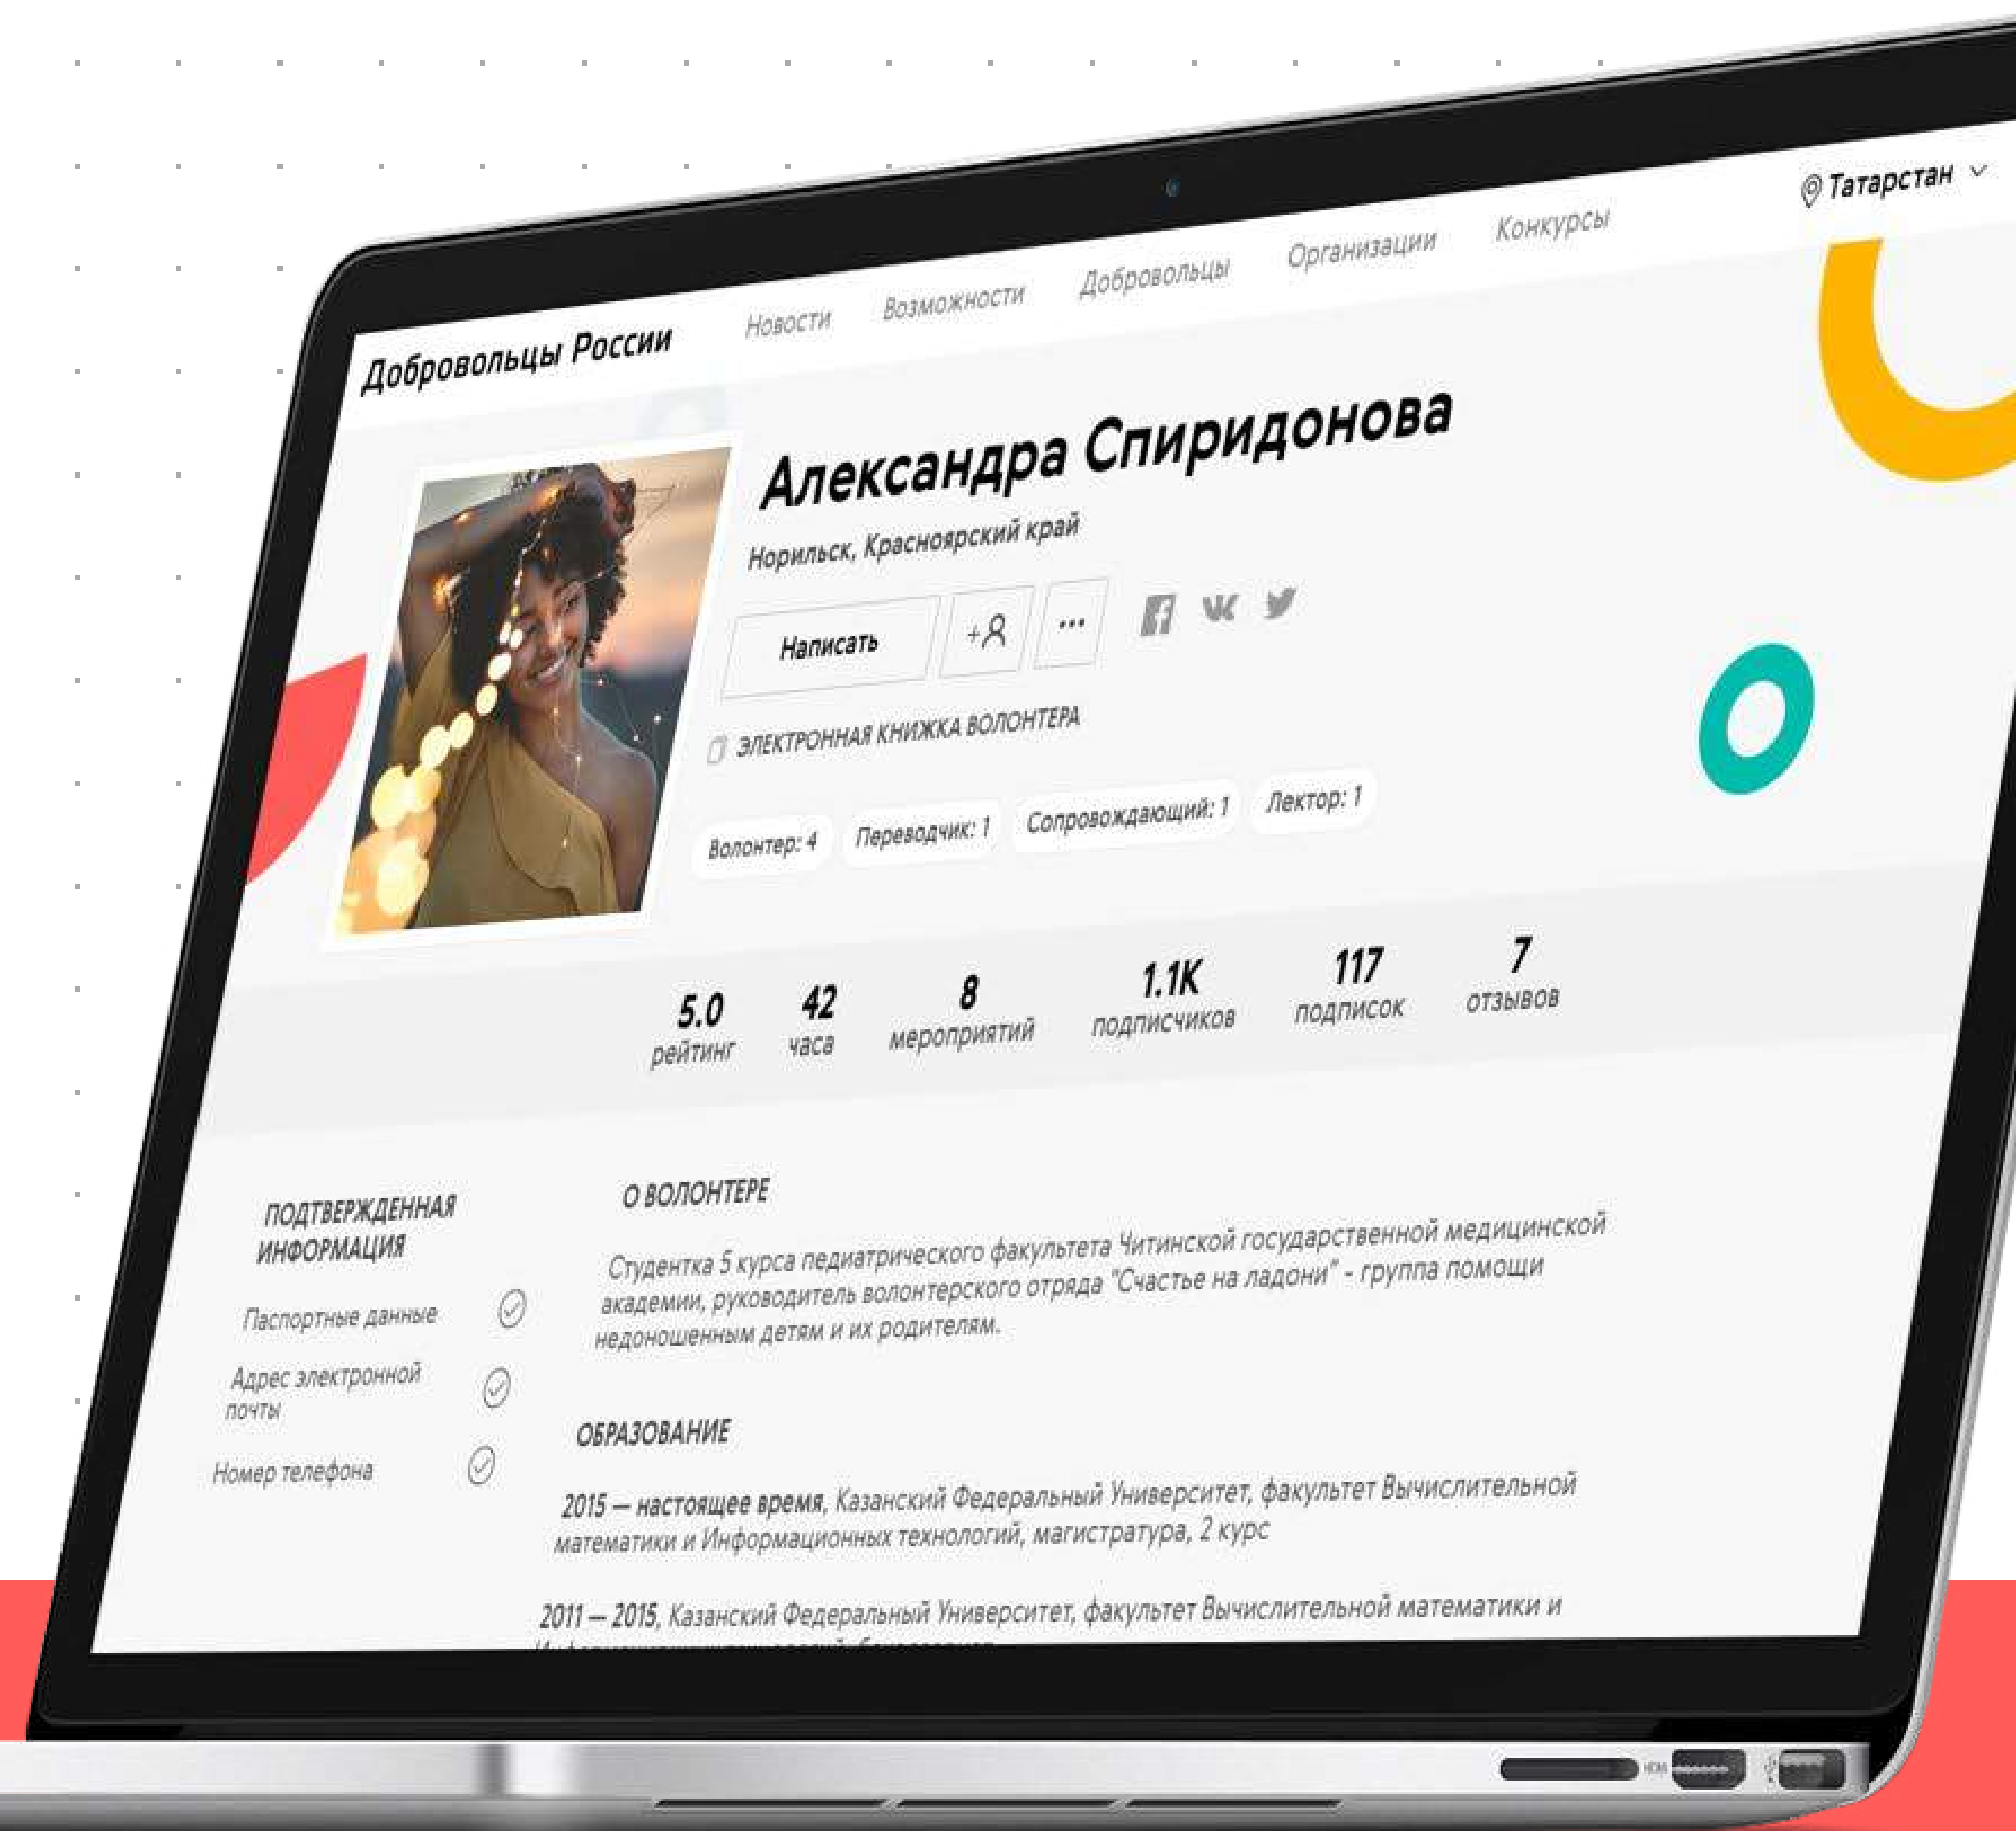 Добровольцы России
Новости
Возможности
Добровольцы
Организации
Конкурсы
Татарстан
Александра Спиридонова
Норильск, Красноярский край
Написать
ЭЛЕКТРОННАЯ КНИЖКА ВОЛОНТЕРА
Волонтер: 4
Переводчик: 1
Сопровождающий: 1
Лектор: 1
5.0
рейтинг
42
часа
8
мероприятий
1.1К
подписчиков
117
подписок
7
отзывов
ПОДТВЕРЖДЕННАЯ
ИНФОРМАЦИЯ
Паспортные данные
Адрес электронной
почты
Номер телефона
О ВОЛОНТЕРЕ
Студентка 5 курса педиатрического факультета Читинской государственной медицинской
академии, руководитель волонтерского отряда "Счастье на ладони" - группа помощи
недоношенным детям и их родителям.
ОБРАЗОВАНИЕ
2015 — настоящее время, Казанский Федеральный Университет, факультет Вычислительной
математики и Информационных технологий, магистратура, 2 курс
2011 — 2015, Казанский Федеральный Университет, факультет Вычислительной математики и
HDMI